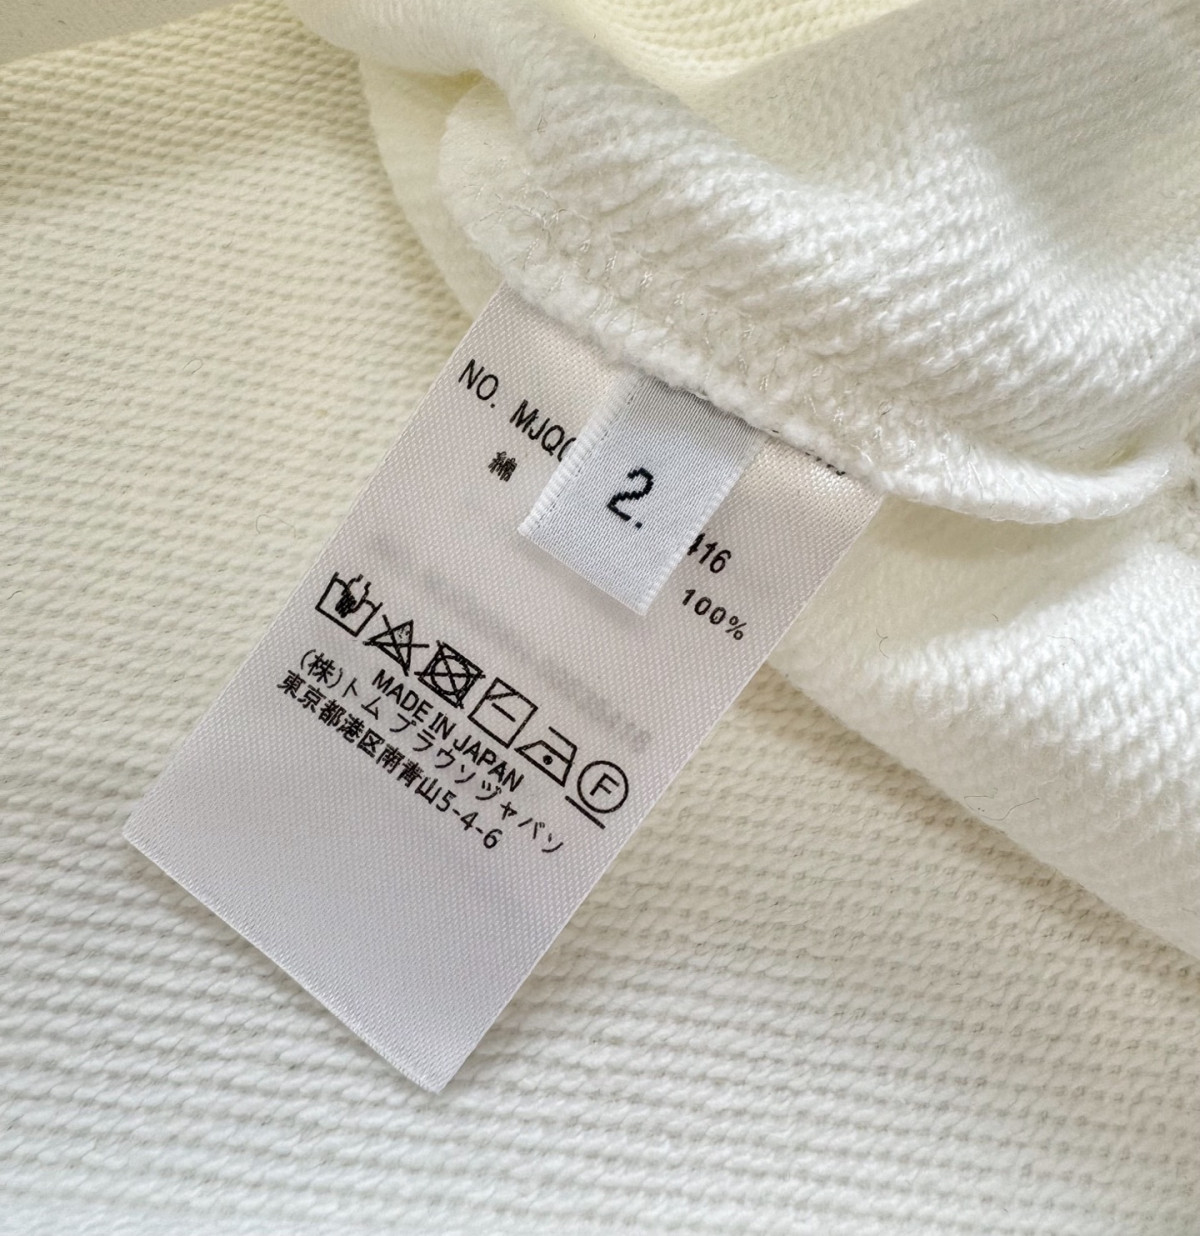 NO. MJQ
2.
416
綿 100%
F
MADE IN JAPAN
(株)トム ブラウンジャパン
東京都港区南青山5-4-6